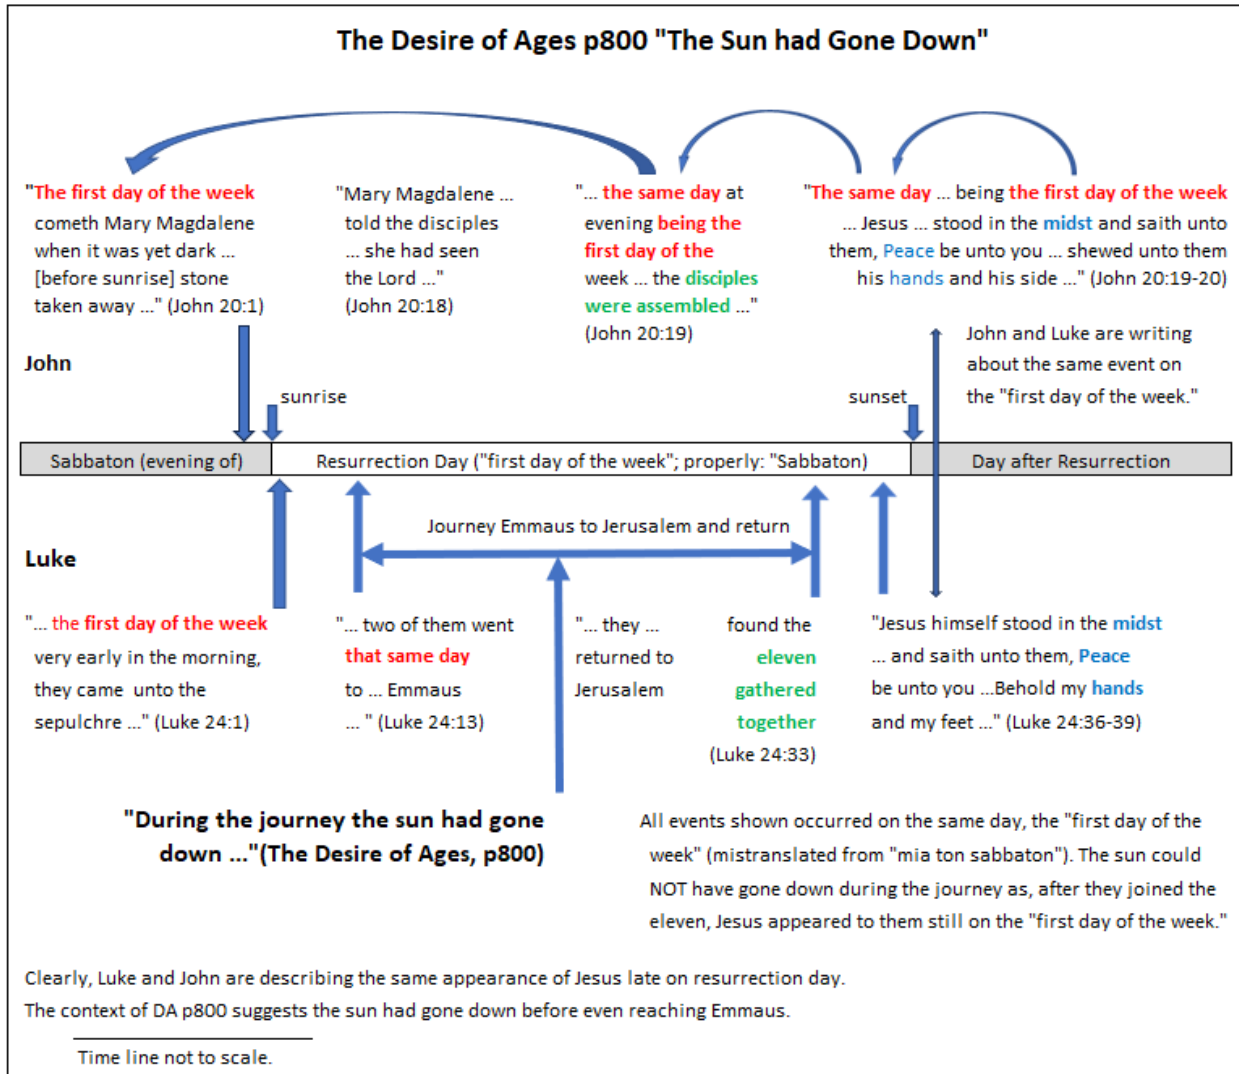 The Desire of Ages p800 "The Sun had Gone Down"
"The first day of the week
cometh Mary Magdalene
when it was yet dark ...
[before sunrise] stone
taken away ..." (John 20:1)
"Mary Magdalene ...
told the disciples
... she had seen
the Lord ..."
(John 20:18)
"... the same day at
evening being the
first day of the
week ... the disciples
were assembled ..."
(John 20:19)
"The same day ... being the first day of the week
... Jesus ... stood in the midst and saith unto
them, Peace be unto you ... shewed unto them
his hands and his side ..." (John 20:19-20)
John and Luke are writing
about the same event on
the "first day of the week."
John
sunrise
sunset
Sabbaton (evening of)
Resurrection Day ("first day of the week"; properly: "Sabbaton)
Day after Resurrection
Journey Emmaus to Jerusalem and return
Luke
"... the first day of the week
very early in the morning,
they came unto the
sepulchre ..." (Luke 24:1)
"... two of them went
that same day
to ... Emmaus
... " (Luke 24:13)
"... they ... found the
returned to eleven
Jerusalem gathered
together
(Luke 24:33)
"Jesus himself stood in the midst
... and saith unto them, Peace
be unto you ...Behold my hands
and my feet ..." (Luke 24:36-39)
"During the journey the sun had gone
down ..."(The Desire of Ages, p800)
All events shown occurred on the same day, the "first day of the
week" (mistranslated from "mia ton sabbaton"). The sun could
NOT have gone down during the journey as, after they joined the
eleven, Jesus appeared to them still on the "first day of the week."
Clearly, Luke and John are describing the same appearance of Jesus late on resurrection day.
The context of DA p800 suggests the sun had gone down before even reaching Emmaus.
Time line not to scale.